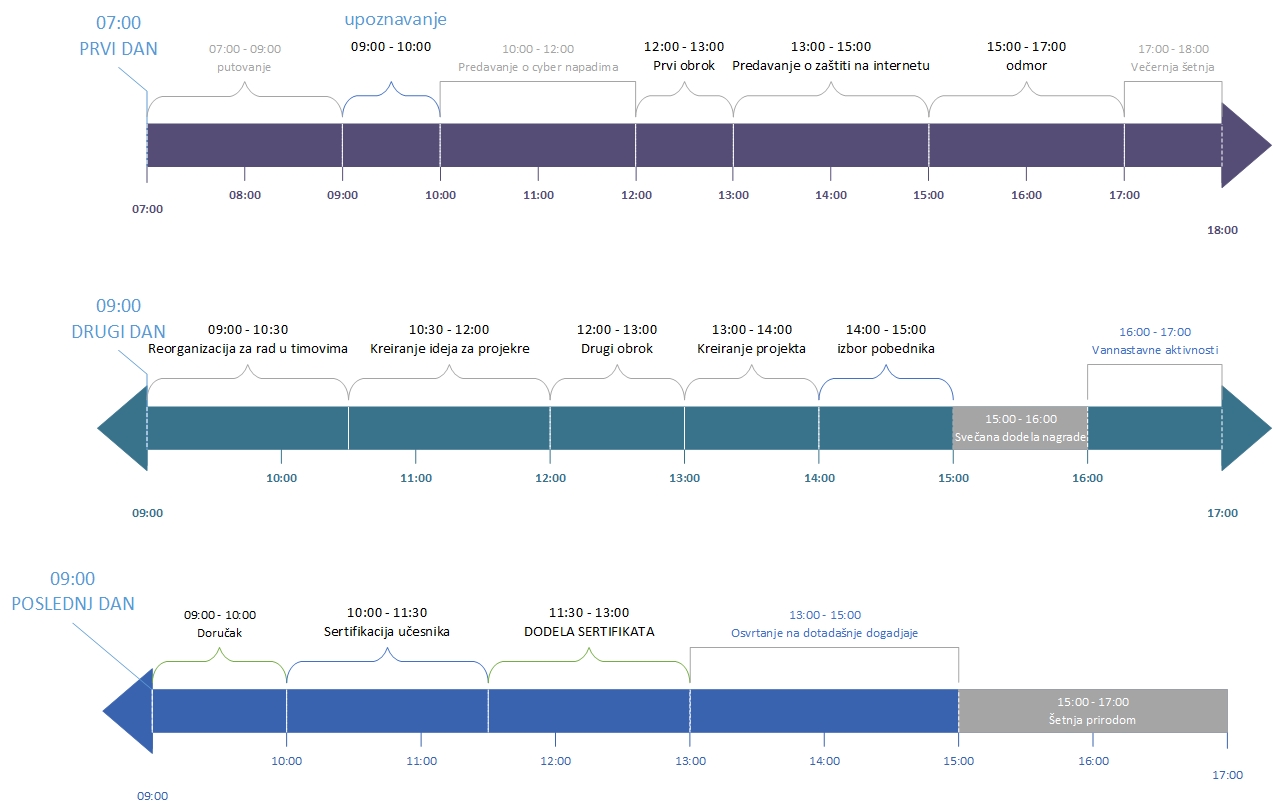 07:00
PRVI DAN
07:00 - 09:00
putovanje
upoznavanje
09:00 - 10:00
10:00 - 12:00
Predavanje o cyber napadima
12:00 - 13:00
Prvi obrok
13:00 - 15:00
Predavanje o zaštiti na internetu
15:00 - 17:00
odmor
17:00 - 18:00
Večernja šetnja
07:00
08:00
09:00
10:00
11:00
12:00
13:00
14:00
15:00
16:00
17:00
18:00
09:00
DRUGI DAN
09:00 - 10:30
Reorganizacija za rad u timovima
10:30 - 12:00
Kreiranje ideja za projekre
12:00 - 13:00
Drugi obrok
13:00 - 14:00
Kreiranje projekta
14:00 - 15:00
izbor pobednika
15:00 - 16:00
Svečana dodela nagrade
16:00 - 17:00
Vannastavne aktivnosti
09:00
10:00
11:00
12:00
13:00
14:00
15:00
16:00
17:00
09:00
POSLEDNJ DAN
09:00 - 10:00
Doručak
10:00 - 11:30
Sertifikacija učesnika
11:30 - 13:00
DODELA SERTIFIKATA
13:00 - 15:00
Osvrtanje na dotadašnje dogadjaje
15:00 - 17:00
Šetnja prirodom
09:00
10:00
11:00
12:00
13:00
14:00
15:00
16:00
17:00